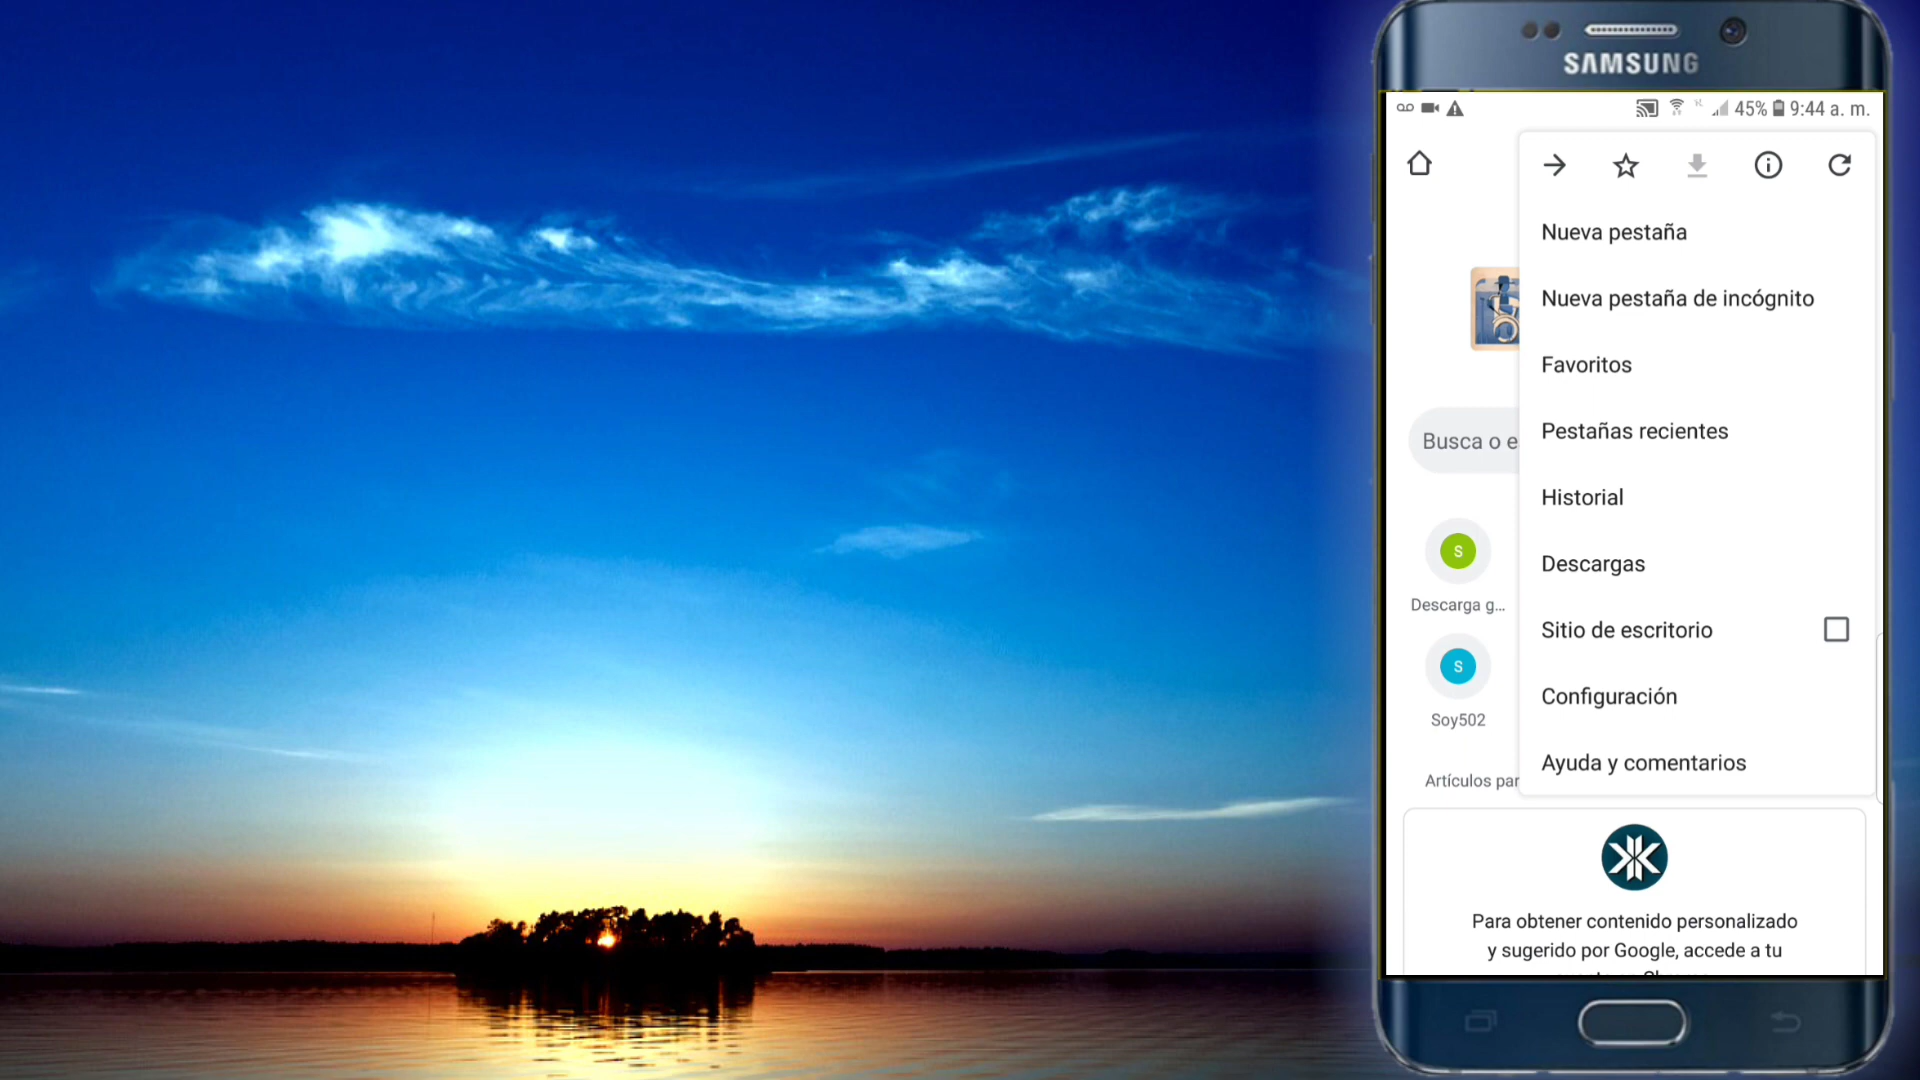 SAMSUNG
45% 9:44 a. m.
Nueva pestaña
Nueva pestaña de incógnito
Favoritos
Busca o e
Pestañas recientes
Historial
S
Descargas
Descarga g...
Sitio de escritorio
S
Configuración
Soy502
Ayuda y comentarios
Artículos par
Para obtener contenido personalizado
y sugerido por Google, accede a tu